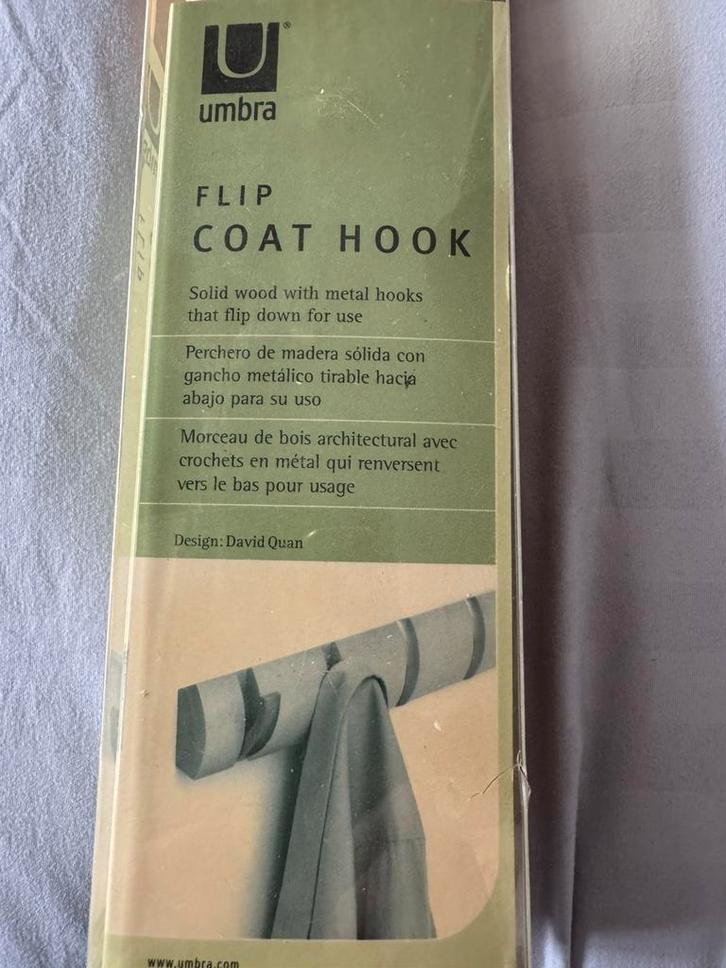 U®
umbra
FLIP
COAT HOOK
Solid wood with metal hooks
that flip down for use
Perchero de madera sólida con
gancho metálico tirable hacia
abajo para su uso
Morceau de bois architectural avec
crochets en métal qui renversent
vers le bas pour usage
Design: David Quan
www.umbra.com